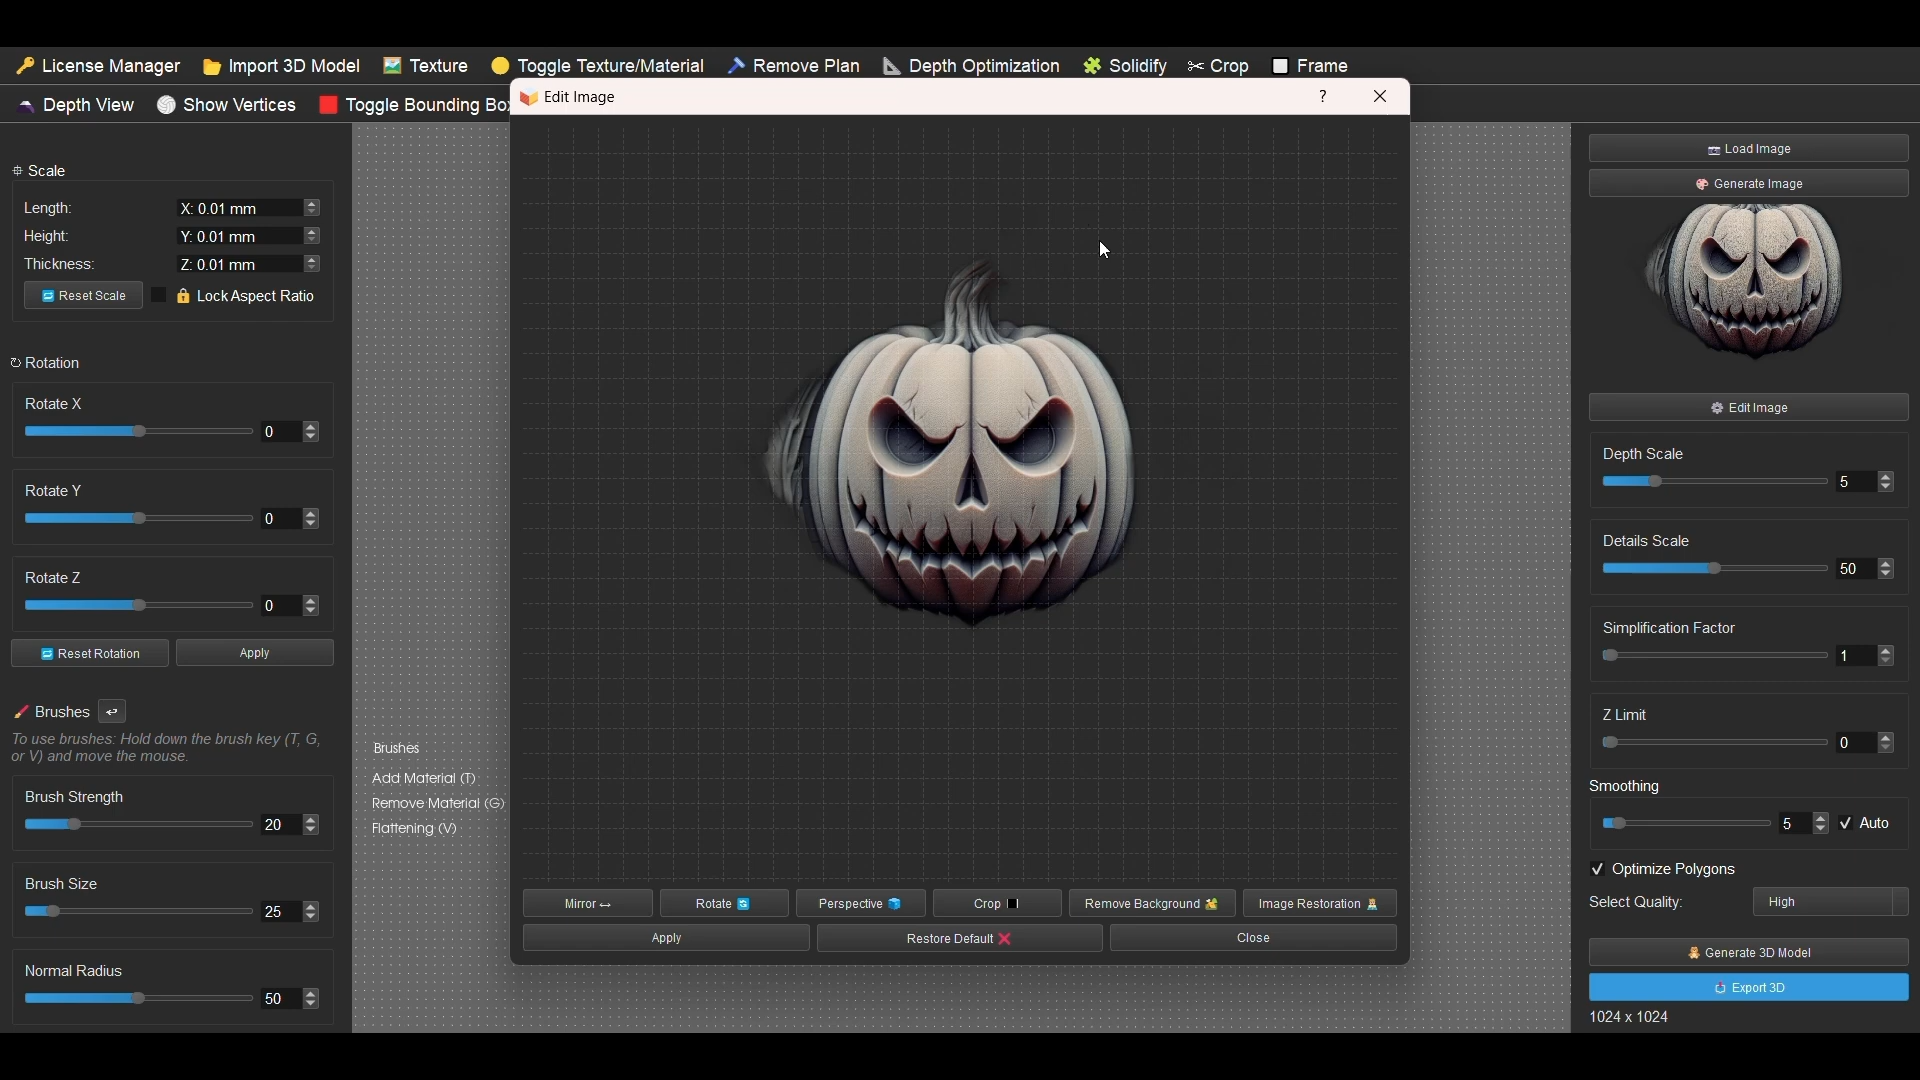 License Manager
Import 3D Model
Texture
Toggle Texture/Material
Remove Plan
Depth Optimization
Solidify
Crop
Frame
Depth View
Show Vertices
Toggle Bounding Box
Edit Image
?
Scale
Length:
X: 0.01 mm
Height:
Y: 0.01 mm
Thickness:
Z: 0.01 mm
Reset Scale
Lock Aspect Ratio
Rotation
Rotate X
0
Rotate Y
0
Rotate Z
0
Reset Rotation
Apply
Brushes
To use brushes: Hold down the brush key (T, G,
or V) and move the mouse.
Brush Strength
20
Brush Size
25
Normal Radius
50
Brushes
Add Material (T)
Remove Material (G)
Flattening (V)
Mirror
Rotate
Perspective
Crop
Remove Background
Image Restoration
Apply
Restore Default
Close
Load Image
Generate Image
Edit Image
Depth Scale
5
Details Scale
50
Simplification Factor
1
Z Limit
0
Smoothing
5
Auto
Optimize Polygons
Select Quality:
High
Generate 3D Model
Export 3D
1024 x 1024